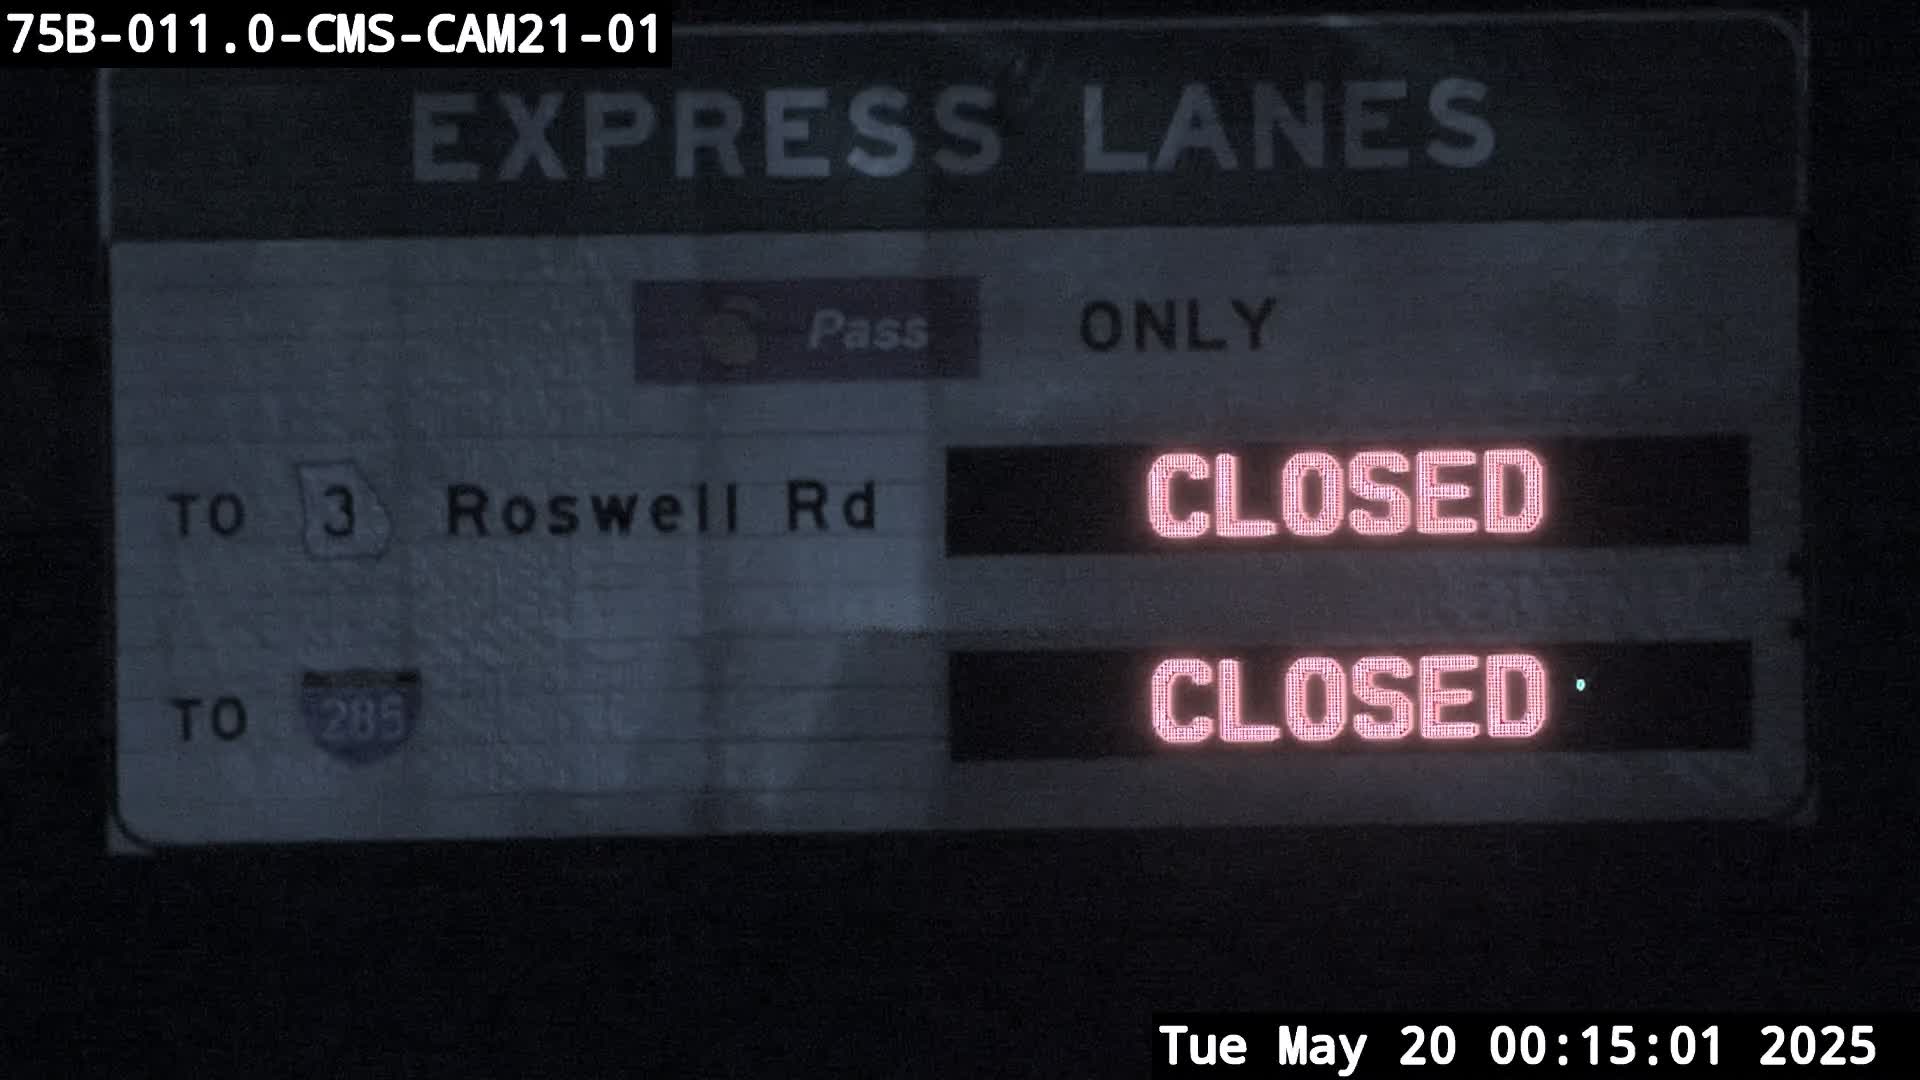 75B-011.0-CMS-CAM21-01
EXPRESS LANES
Pass ONLY
TO 3 Roswell Rd CLOSED
TO 285 CLOSED
Tue May 20 00:15:01 2025